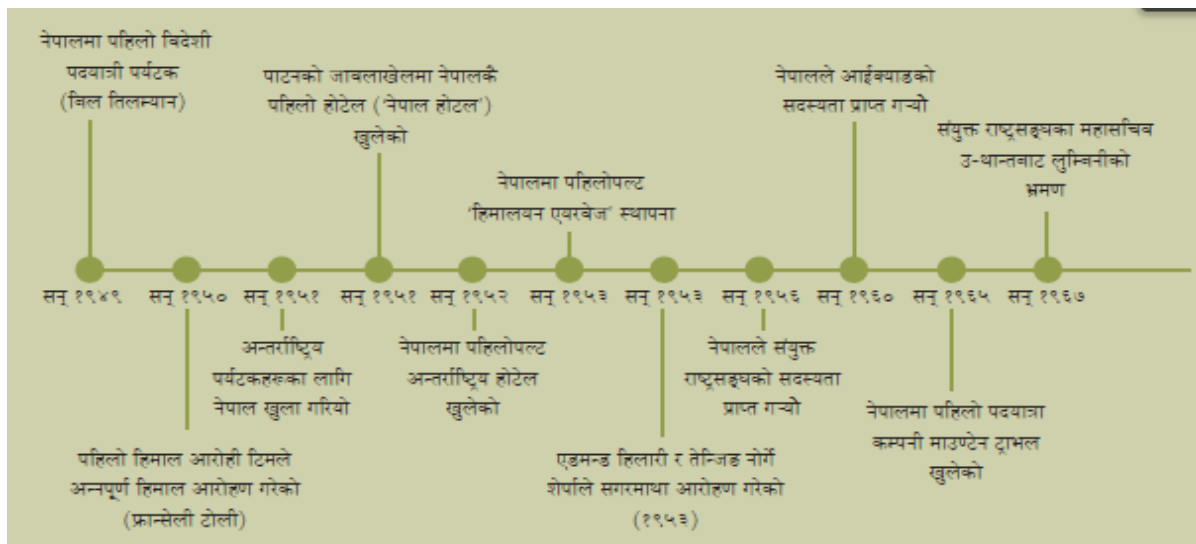 नेपालमा पहिलो बिदेशी
पदयात्री पर्यटक
(बिल तिलम्यान)
पाटनको जाबलाखेलमा नेपालकै
पहिलो होटेल ('नेपाल होटल')
खुलेको
नेपालमा पहिलोपल्ट
'हिमालयन एयरबेज' स्थापना
नेपालले आईक्याडको
सदस्यता प्राप्त गऱ्यो
संयुक्त राष्ट्रसङ्घका महासचिब
उ-थान्तबाट लुम्बिनीको
भ्रमण
सन् १९४९
सन् १९५०
सन् १९५१
सन् १९५१
सन् १९५२
सन् १९५३
सन् १९५३
सन् १९५६
सन् १९६०
सन् १९६५
सन् १९६७
अन्तर्राष्ट्रिय
पर्यटकहरूका लागि
नेपाल खुला गरियो
नेपालमा पहिलोपल्ट
अन्तर्राष्ट्रिय होटेल
खुलेको
नेपालले संयुक्त
राष्ट्रसङ्घको सदस्यता
प्राप्त गऱ्यो
नेपालमा पहिलो पदयात्रा
कम्पनी माउण्टेन ट्राभल
खुलेको
पहिलो हिमाल आरोही टिमले
अन्नपूर्ण हिमाल आरोहण गरेको
(फ्रान्सेली टोली)
एडमन्ड हिलारी र तेन्जिङ नोर्गे
शेर्पाले सगरमाथा आरोहण गरेको
(१९५३)